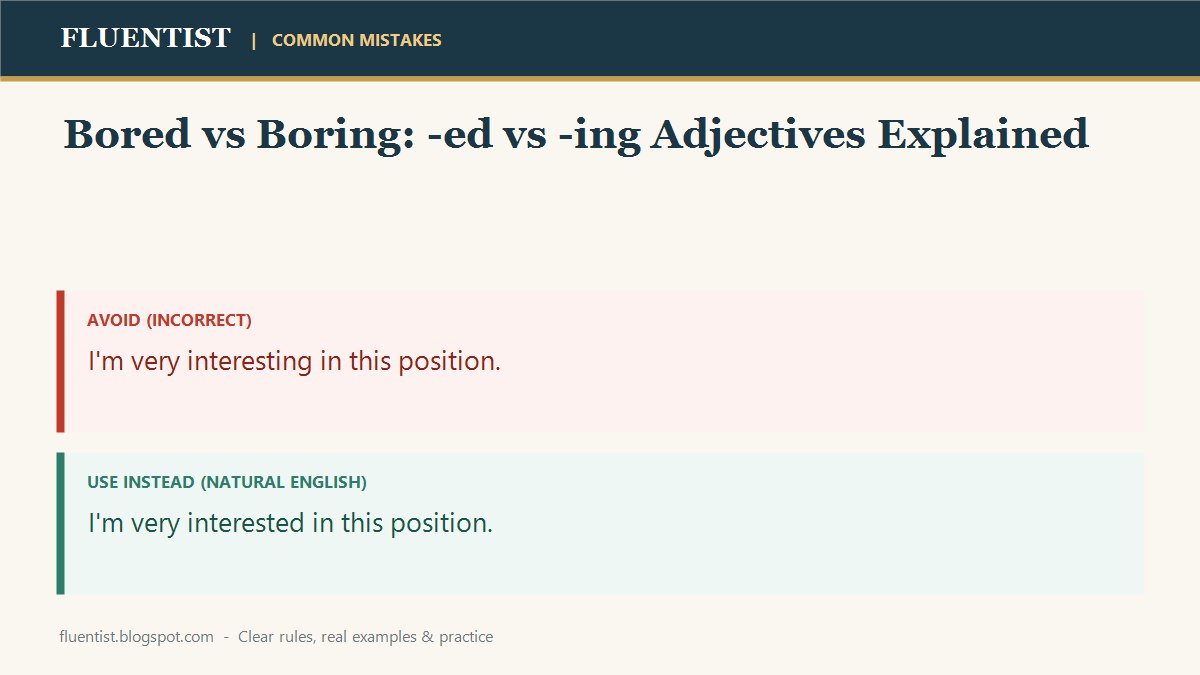 FLUENTIST | COMMON MISTAKES
Bored vs Boring: -ed vs -ing Adjectives Explained
AVOID (INCORRECT)
I'm very interesting in this position.
USE INSTEAD (NATURAL ENGLISH)
I'm very interested in this position.
fluentist.blogspot.com - Clear rules, real examples & practice